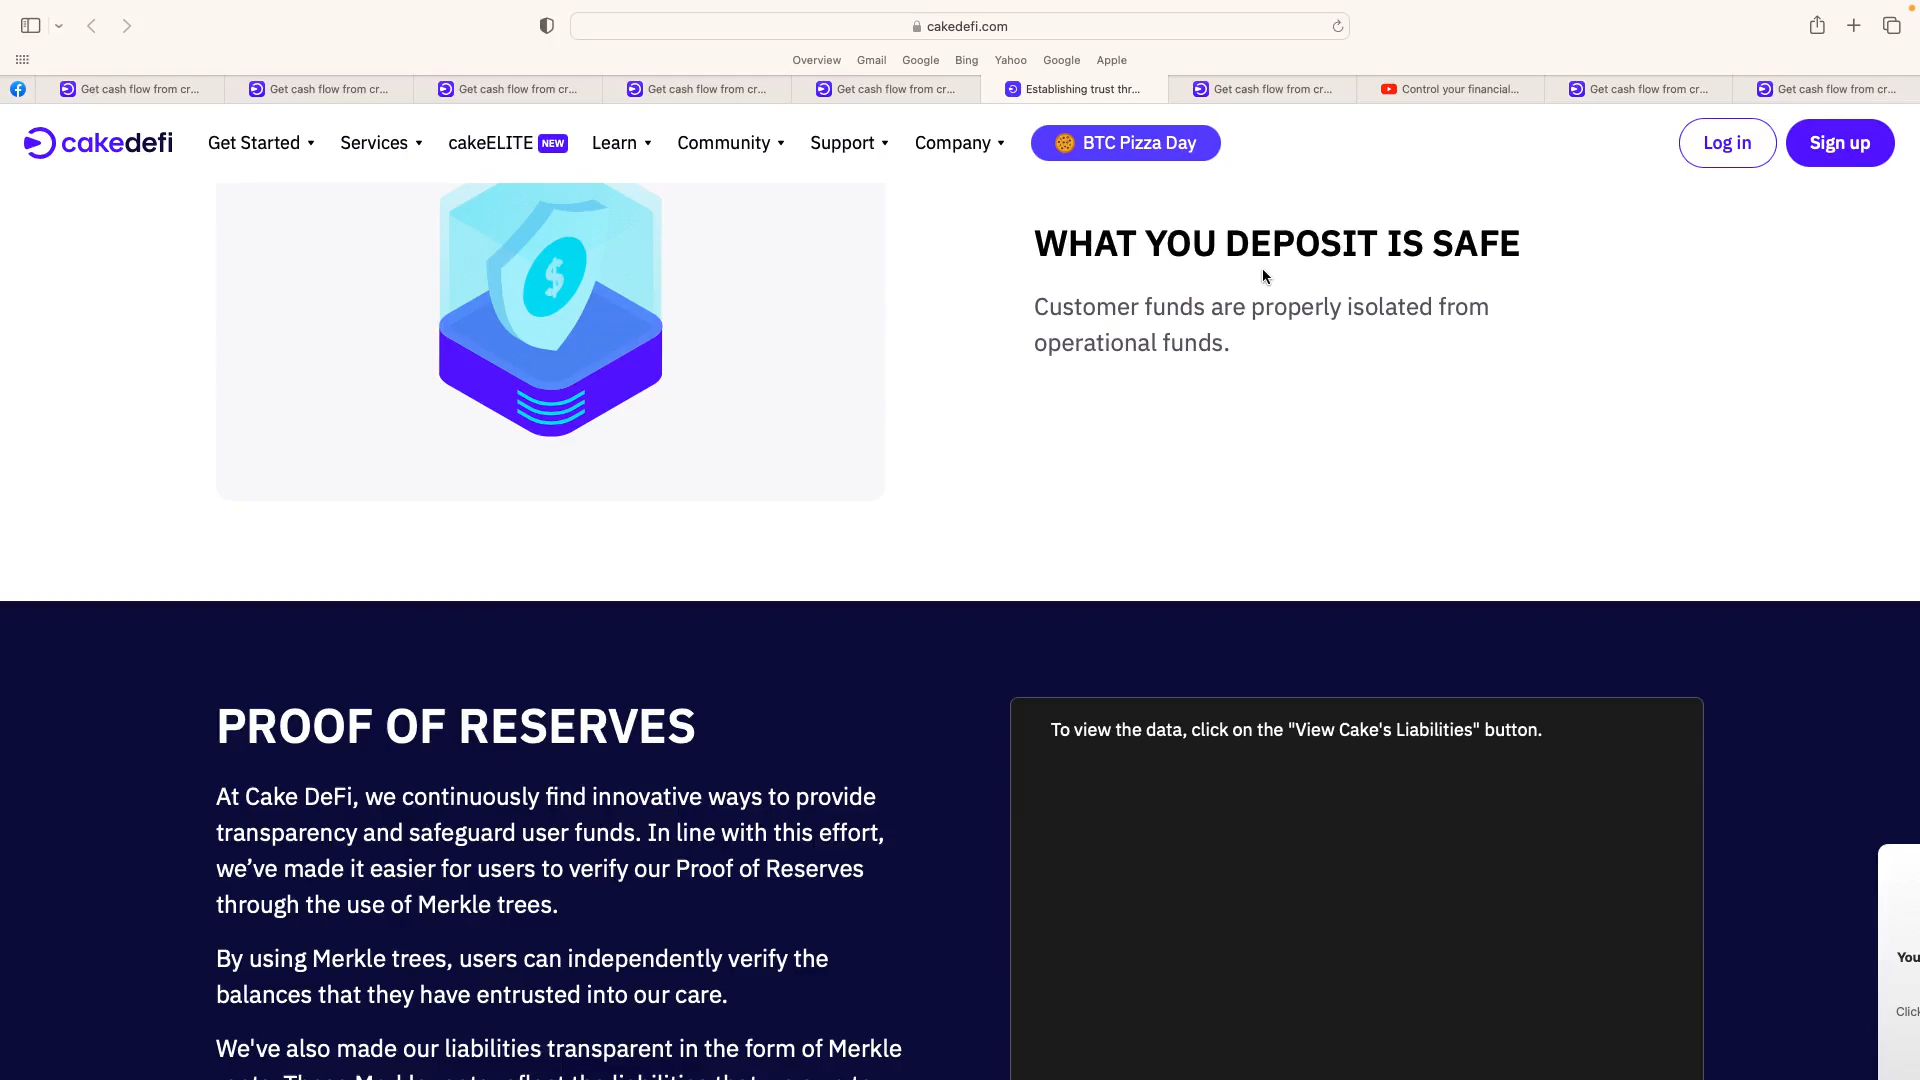 cakedefi.com
Overview Gmail Google Bing Yahoo Google Apple
Get cash flow from cr... Get cash flow from cr... Get cash flow from cr... Get cash flow from cr... Get cash flow from cr... Establishing trust thr... Get cash flow from cr... Control your financial... Get cash flow from cr... Get cash flow from cr...
cakedefi Get Started Services cakeELITE NEW Learn Community Support Company BTC Pizza Day Log in Sign up
WHAT YOU DEPOSIT IS SAFE
Customer funds are properly isolated from
operational funds.
PROOF OF RESERVES
At Cake DeFi, we continuously find innovative ways to provide
transparency and safeguard user funds. In line with this effort,
we’ve made it easier for users to verify our Proof of Reserves
through the use of Merkle trees.
By using Merkle trees, users can independently verify the
balances that they have entrusted into our care.
We've also made our liabilities transparent in the form of Merkle
To view the data, click on the "View Cake's Liabilities" button.
You
Click